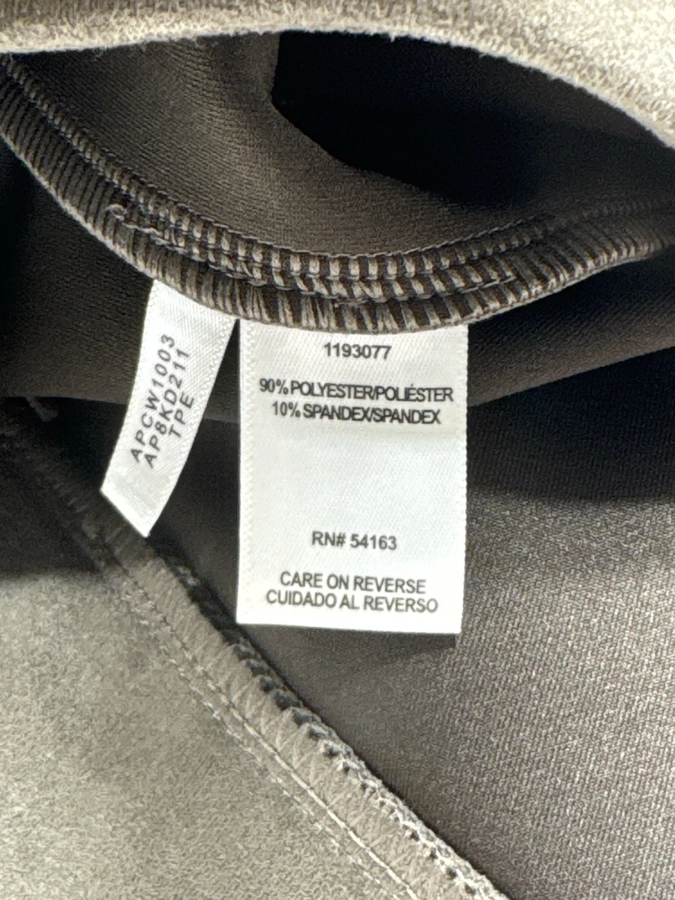 APCW1003
AP8KD211
TPE
1193077
90%POLYESTER/POLIÉSTER
10%SPANDEX/SPANDEX
RN# 54163
CARE ON REVERSE
CUIDADO AL REVERSO